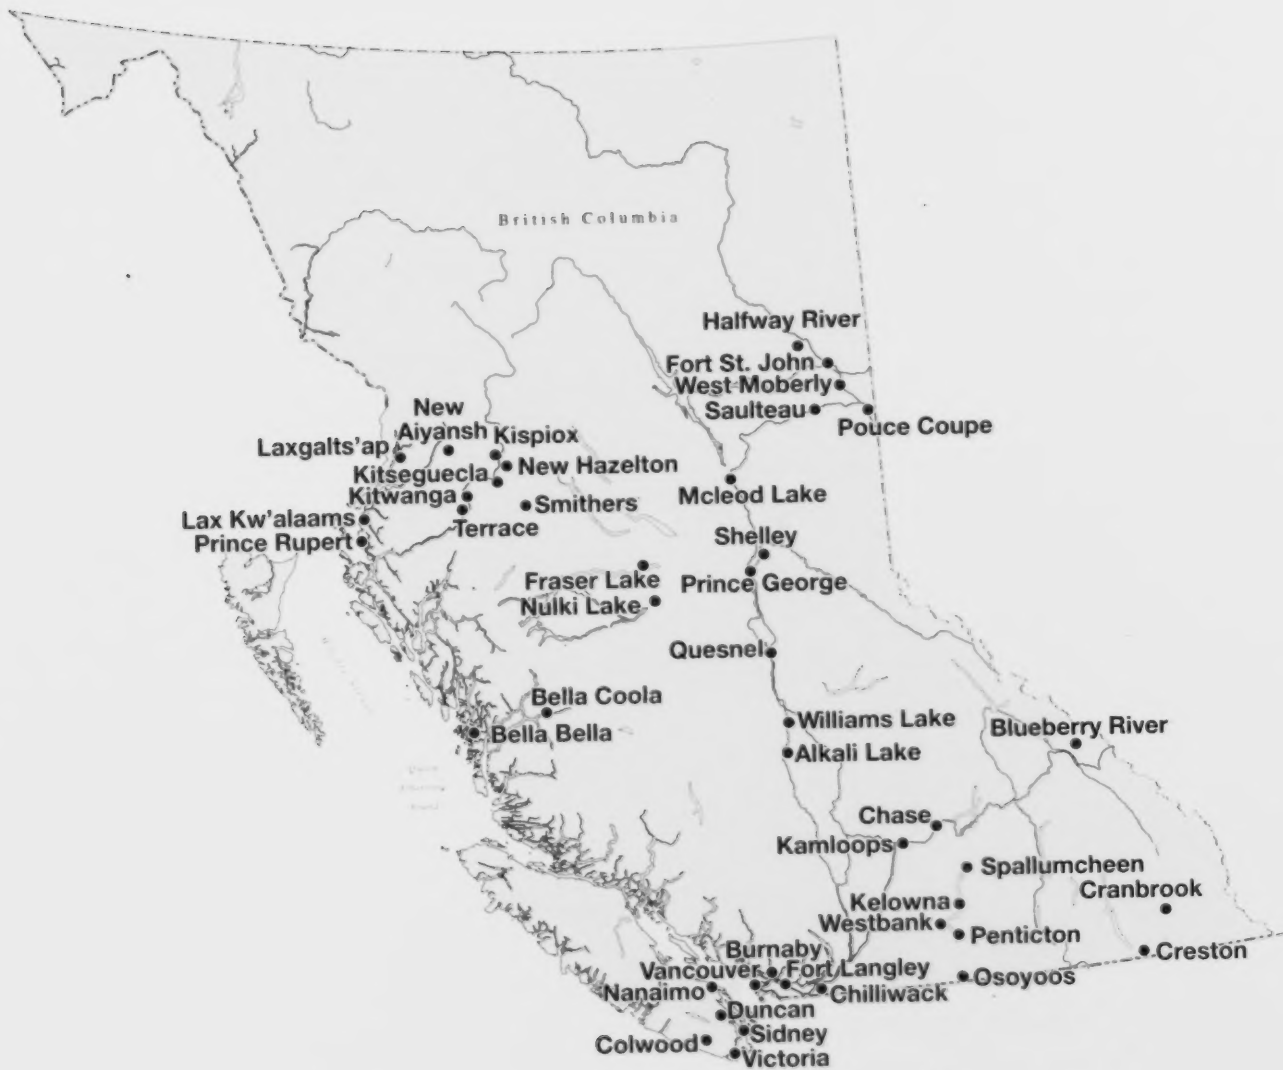 British Columbia
Halfway River
Fort St. John
West Moberly
Saulteau
Pouce Coupe
New
Aiyansh
Kispiox
Laxgalts'ap
New Hazelton
Kitseguecla
Mcleod Lake
Kitwanga
Smithers
Lax Kw'alaams
Terrace
Prince Rupert
Shelley
Fraser Lake
Prince George
Nulki Lake
Quesnel
Bella Coola
Williams Lake
Blueberry River
Bella Bella
Alkali Lake
Chase
Kamloops
Spallumcheen
Cranbrook
Kelowna
Westbank
Penticton
Burnaby
Creston
Vancouver
Fort Langley
Osoyoos
Nanaimo
Chilliwack
Duncan
Sidney
Colwood
Victoria